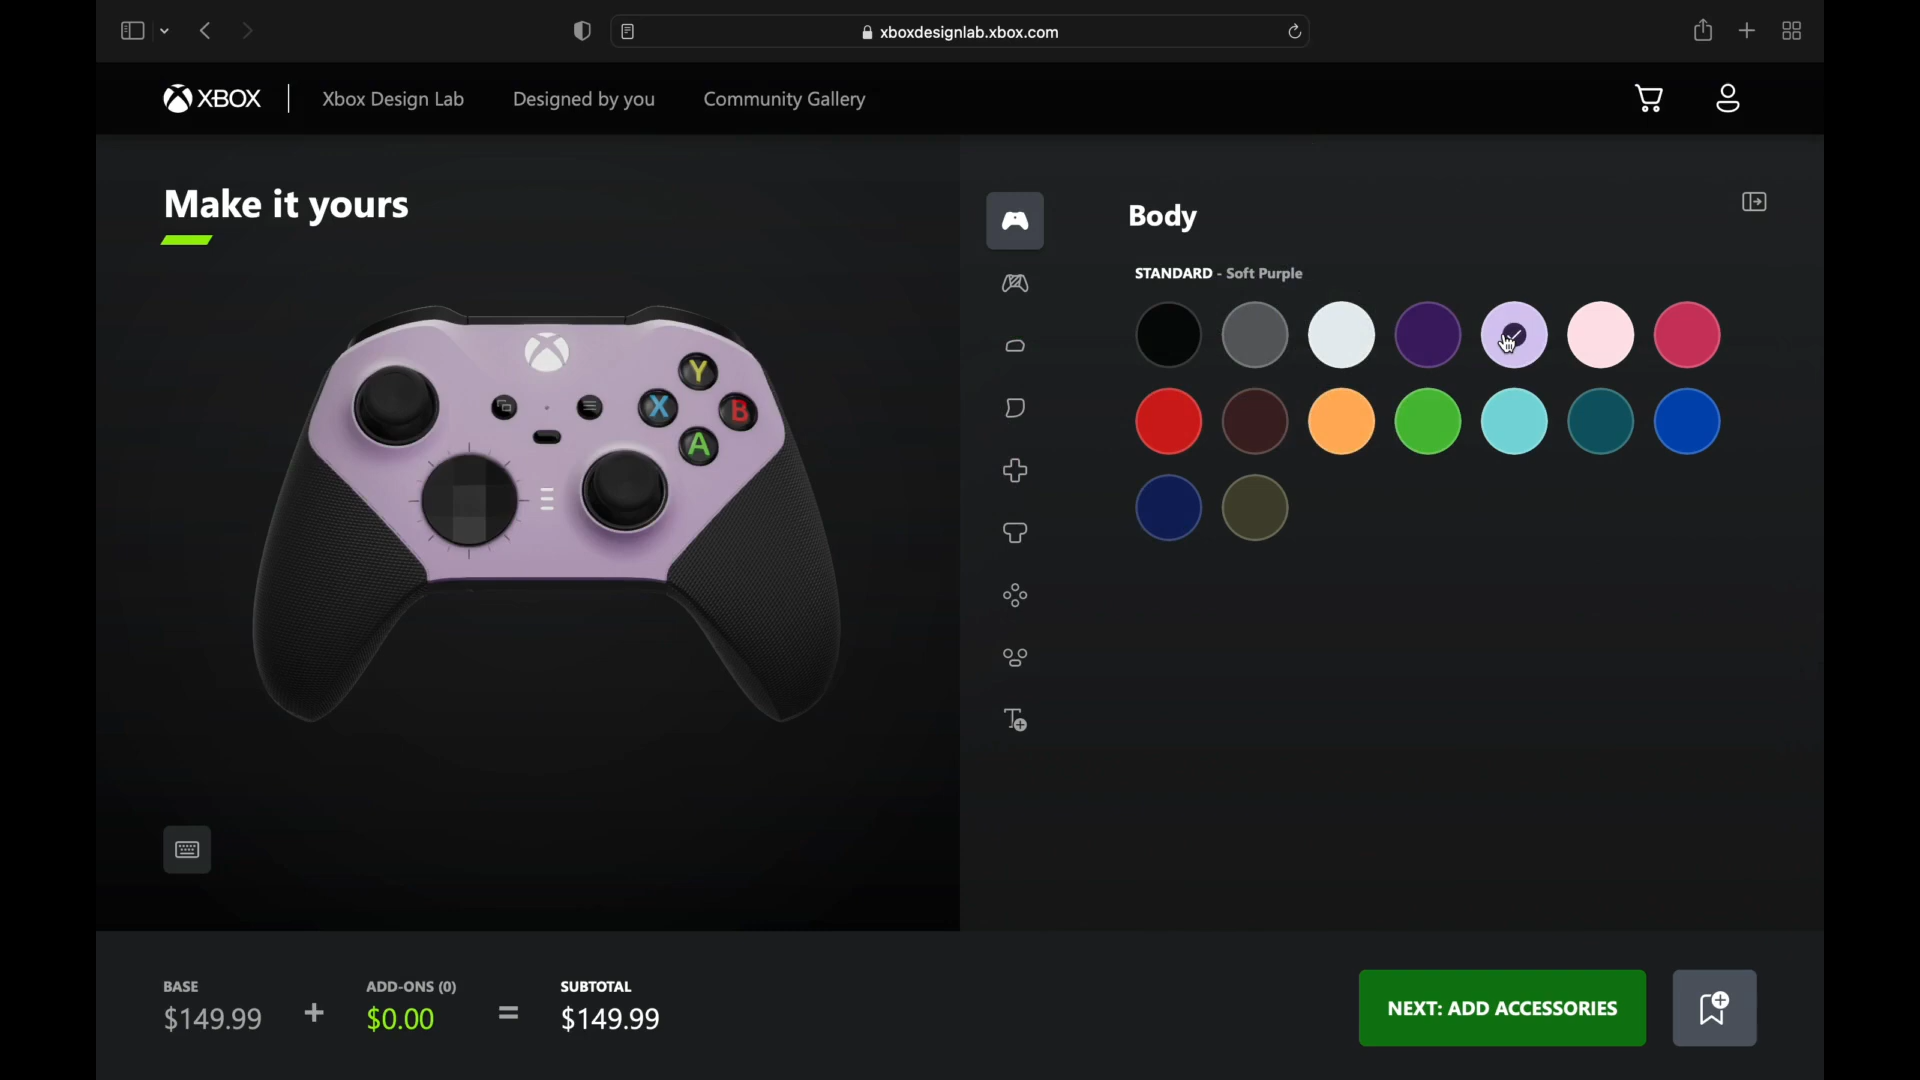 xboxdesignlab.xbox.com
XBOX
Xbox Design Lab
Designed by you
Community Gallery
Make it yours
Body
STANDARD - Soft Purple
Y
X
B
A
BASE
ADD-ONS (0)
SUBTOTAL
$149.99
+
$0.00
=
$149.99
NEXT: ADD ACCESSORIES